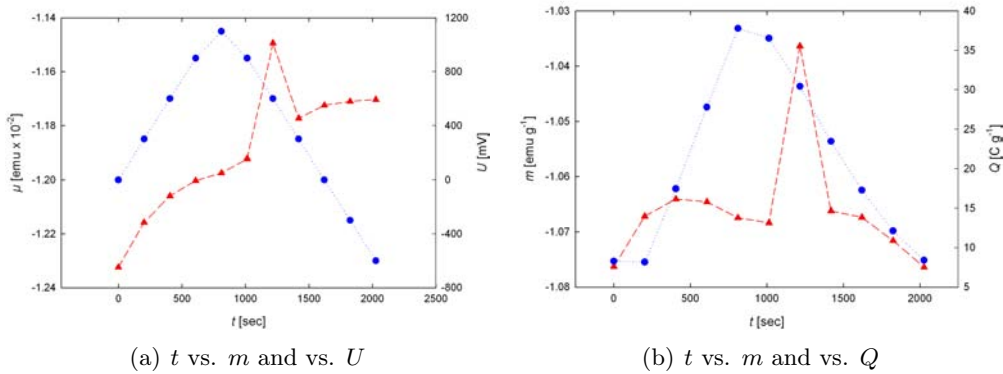 -1.14
-1.16
-1.18
-1.20
-1.22
-1.24
μ [emu x 10⁻²]
1200
800
400
0
-400
-800
U [mV]
0 500 1000 1500 2000 2500
t [sec]
(a) t vs. m and vs. U
-1.03
-1.04
-1.05
-1.06
-1.07
-1.08
m [emu g⁻¹]
40
35
30
25
20
15
10
5
Q [C g⁻¹]
0 500 1000 1500 2000
t [sec]
(b) t vs. m and vs. Q